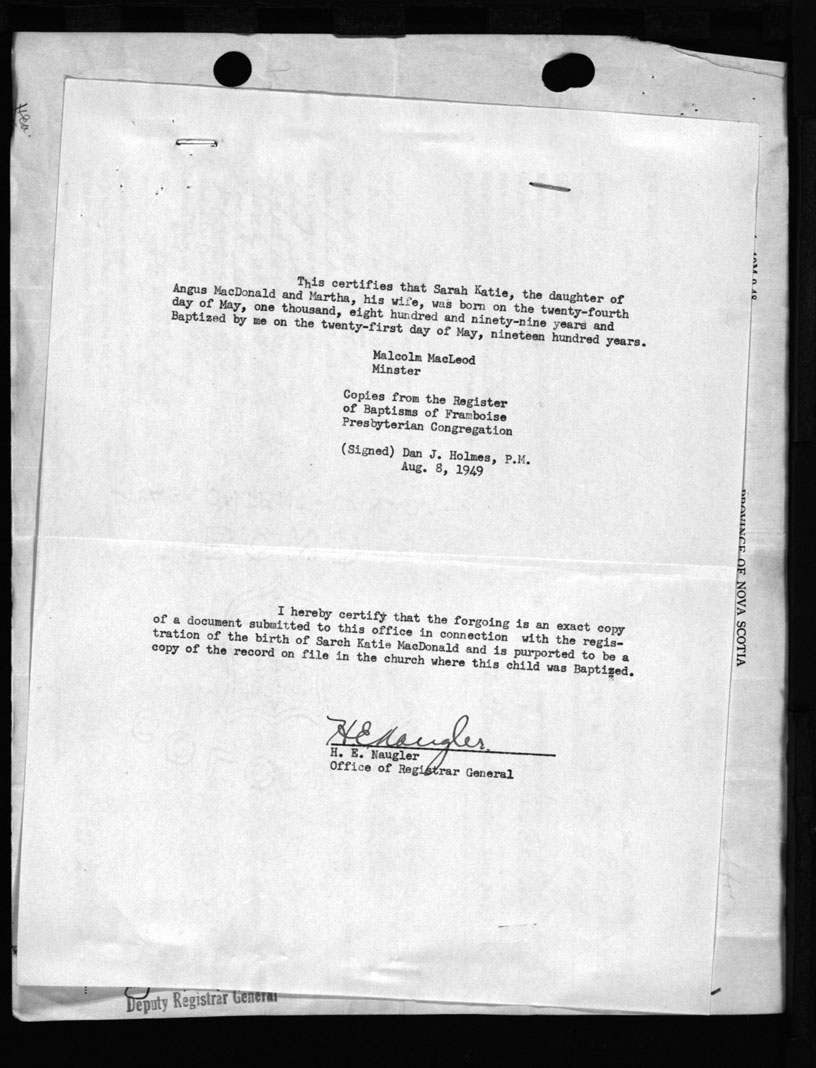 This certifies that Sarah Katie, the daughter of
Angus MacDonald and Martha, his wife, was born on the twenty-fourth
day of May, one thousand, eight hundred and ninety-nine years and
Baptized by me on the twenty-first day of May, nineteen hundred years.
Malcolm MacLeod
Minster
Copies from the Register
of Baptisms of Framboise
Presbyterian Congregation
(Signed) Dan J. Holmes, P.M.
Aug. 8, 1949
PROVINCE OF NOVA SCOTIA
I hereby certify that the forgoing is an exact copy
of a document submitted to this office in connection with the regis-
tration of the birth of Sarch Katie MacDonald and is purported to be a
copy of the record on file in the church where this child was Baptized.
H.E. Naugler.
H. E. Naugler
Office of Registrar General
Deputy Registrar General